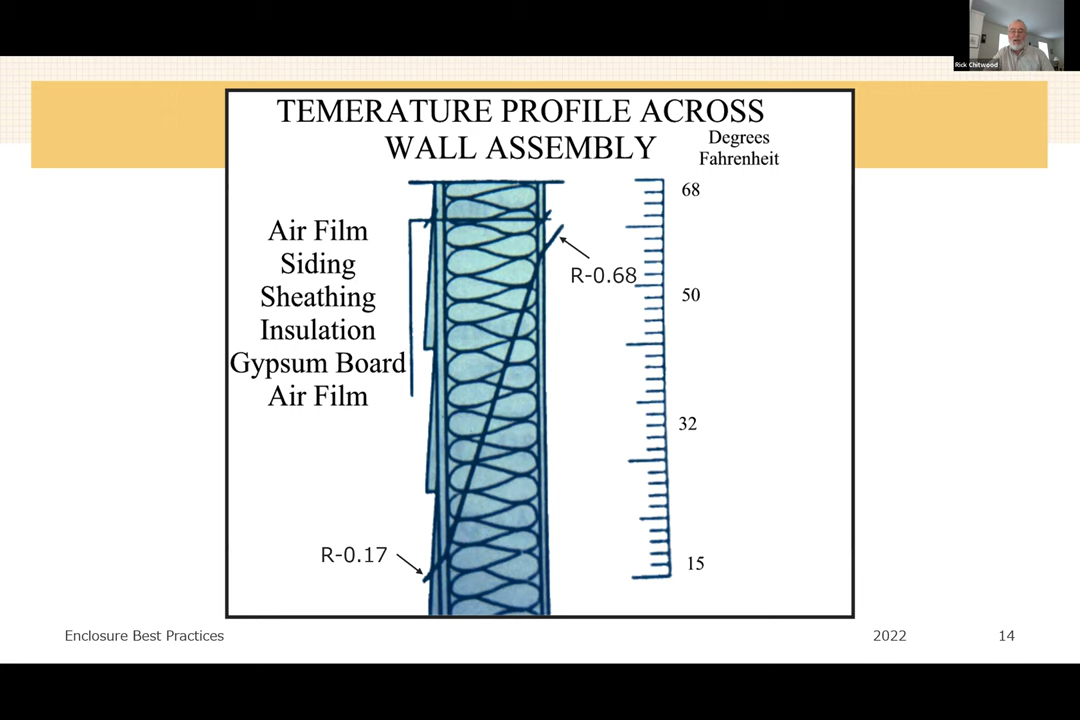 Rick Chitwood
TEMERATURE PROFILE ACROSS
WALL ASSEMBLY
Degrees
Fahrenheit
68
Air Film
Siding
Sheathing
Insulation
Gypsum Board
Air Film
R-0.68
50
32
R-0.17
15
Enclosure Best Practices
2022
14